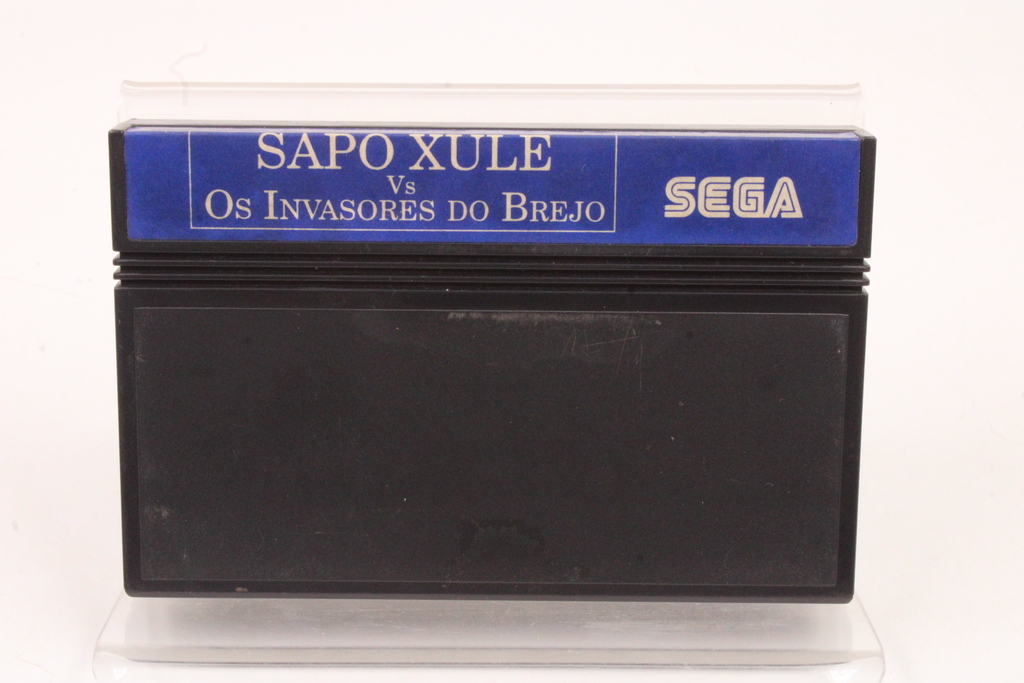 SAPO XULE
Vs
Os Invasores do Brejo
SEGA